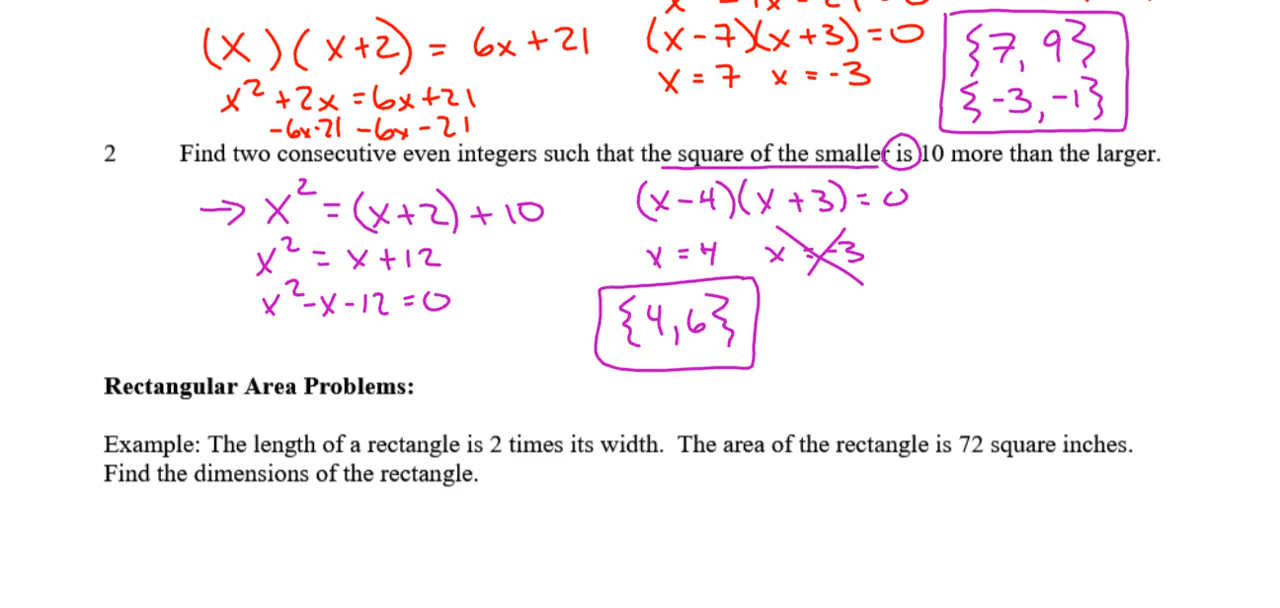 (x)(x+2) = 6x+21
x²+2x=6x+21
-6x-21 -6x-21
(x-7)(x+3)=0
x=7 x=-3
{7,9}
{-3,-1}
2 Find two consecutive even integers such that the square of the smaller is 10 more than the larger.
→ x²=(x+2)+10
x²=x+12
x²-x-12=0
(x-4)(x+3)=0
x=4 x=-3
{4,6}
Rectangular Area Problems:
Example: The length of a rectangle is 2 times its width. The area of the rectangle is 72 square inches.
Find the dimensions of the rectangle.